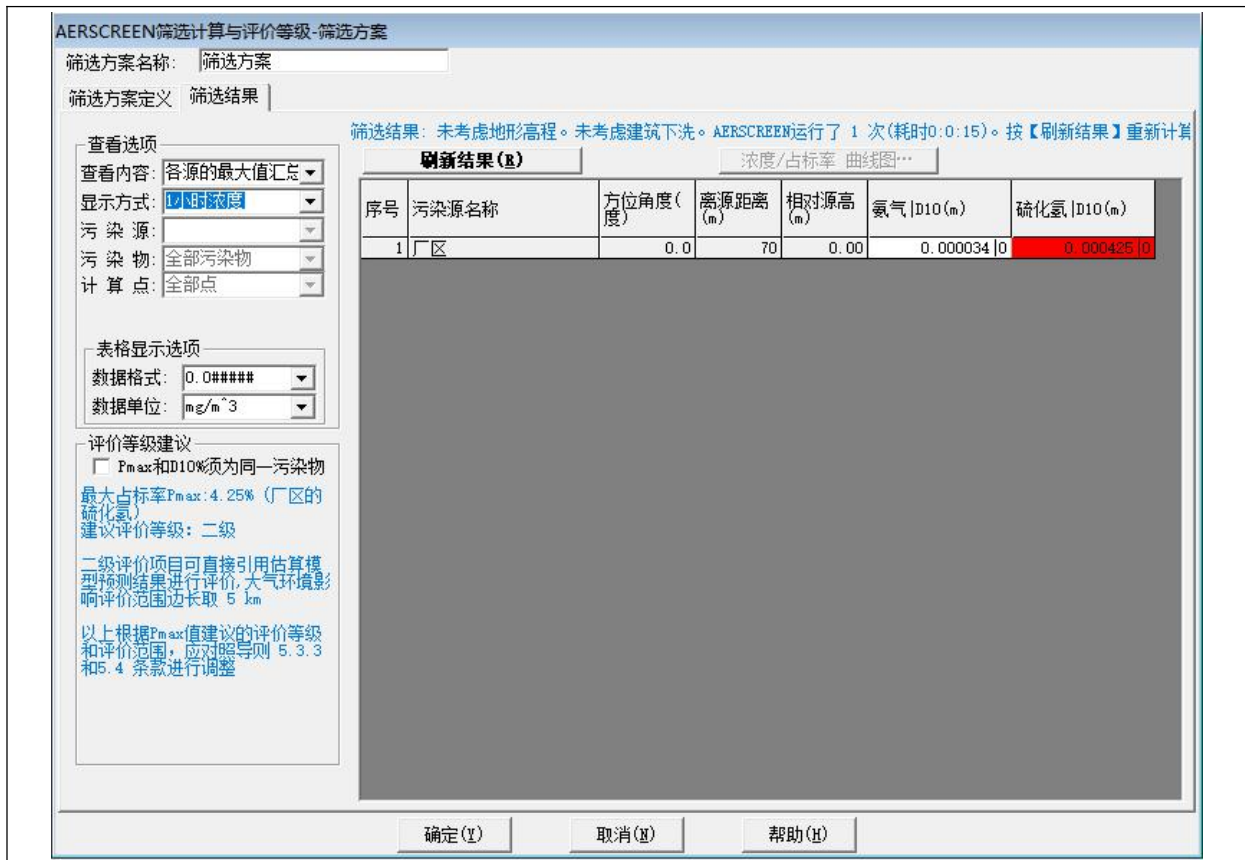 AERSCREEN筛选计算与评价等级-筛选方案
筛选方案名称: 筛选方案
筛选方案定义 筛选结果
筛选结果: 未考虑地形高程。未考虑建筑下洗。AERSCREEN运行了 1 次(耗时0:0:15)。按【刷新结果】重新计算
查看选项
刷新结果(R) 浓度/占标率 曲线图…
查看内容: 各源的最大值汇总
显示方式: 1小时浓度
污 染 源:
污 染 物: 全部污染物
计 算 点: 全部点
序号 污染源名称 方位角度(度) 离源距离(m) 相对源高(m) 氨气|D10(m) 硫化氢|D10(m)
1 厂区 0.0 70 0.00 0.000034|0 0.000425|0
表格显示选项
数据格式: 0.0#####
数据单位: mg/m^3
评价等级建议
Pmax和D10%须为同一污染物
最大占标率Pmax:4.25% (厂区的
硫化氢)
建议评价等级: 二级
二级评价项目可直接引用估算模
型预测结果进行评价,大气环境影
响评价范围边长取 5 km
以上根据Pmax值建议的评价等级
和评价范围, 应对照导则 5.3.3
和5.4 条款进行调整
确定(Y) 取消(N) 帮助(H)